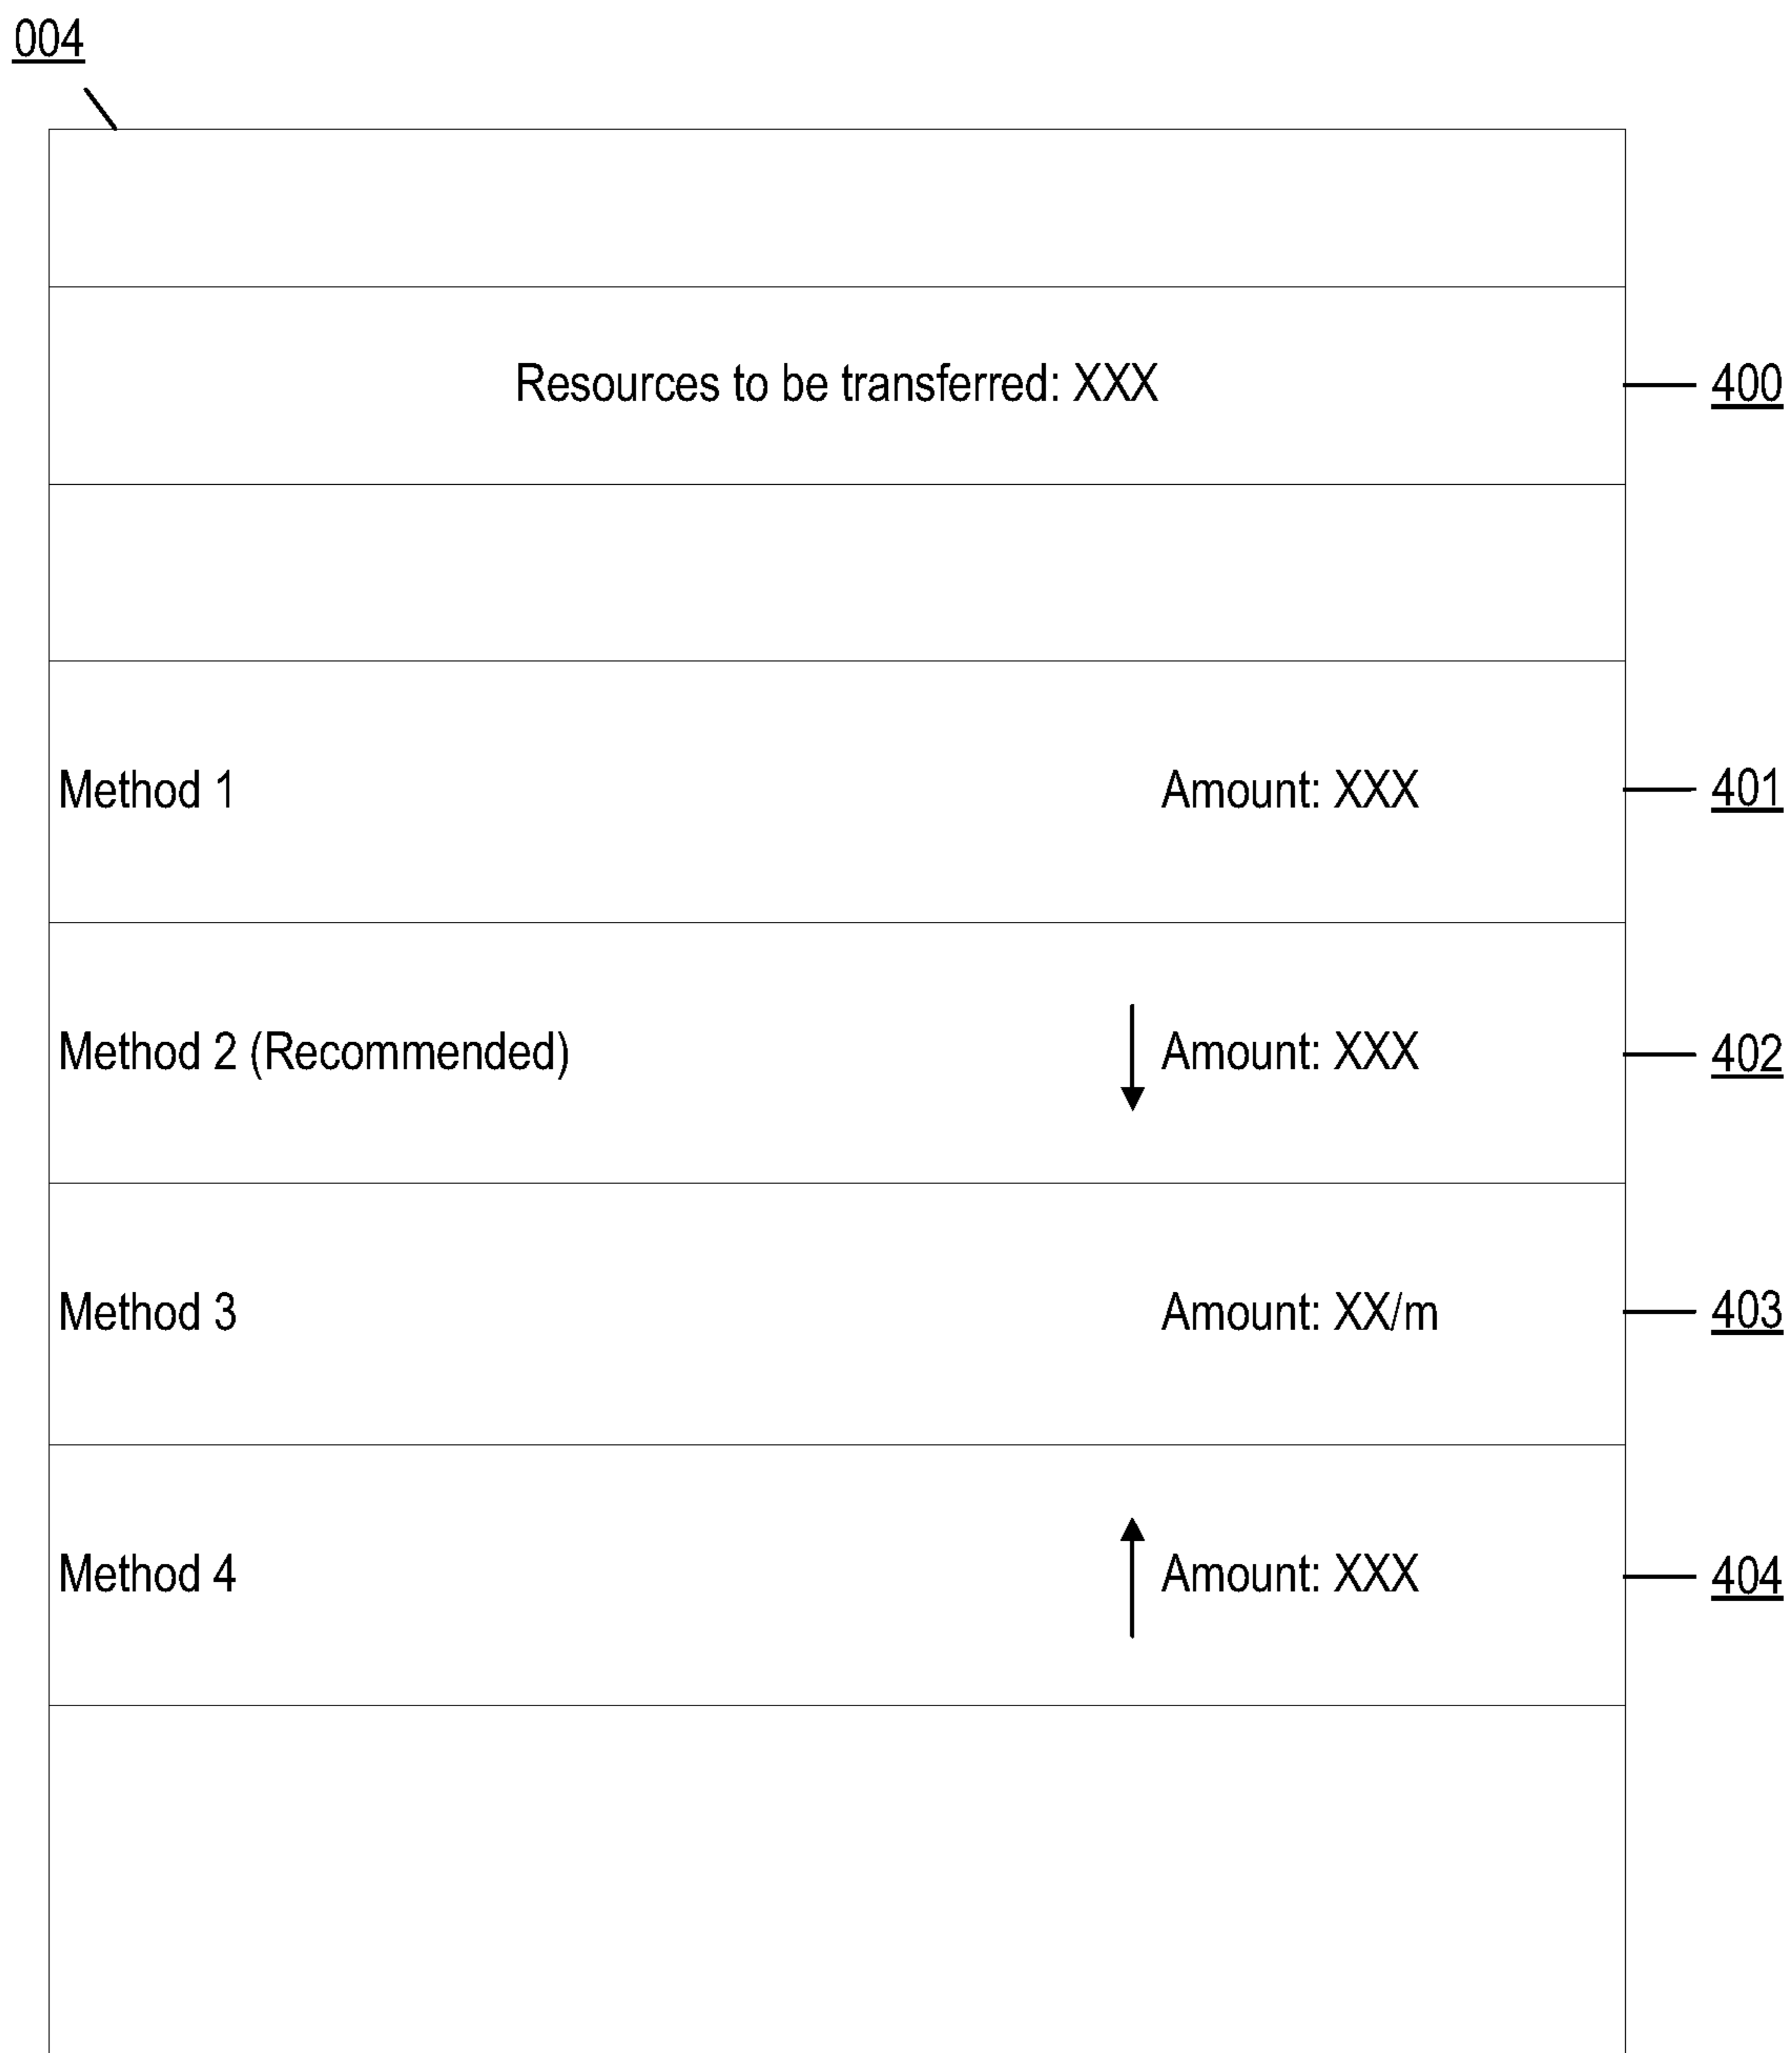 004
Resources to be transferred: XXX
400
Method 1 Amount: XXX
401
Method 2 (Recommended) Amount: XXX
402
Method 3 Amount: XX/m
403
Method 4 Amount: XXX
404